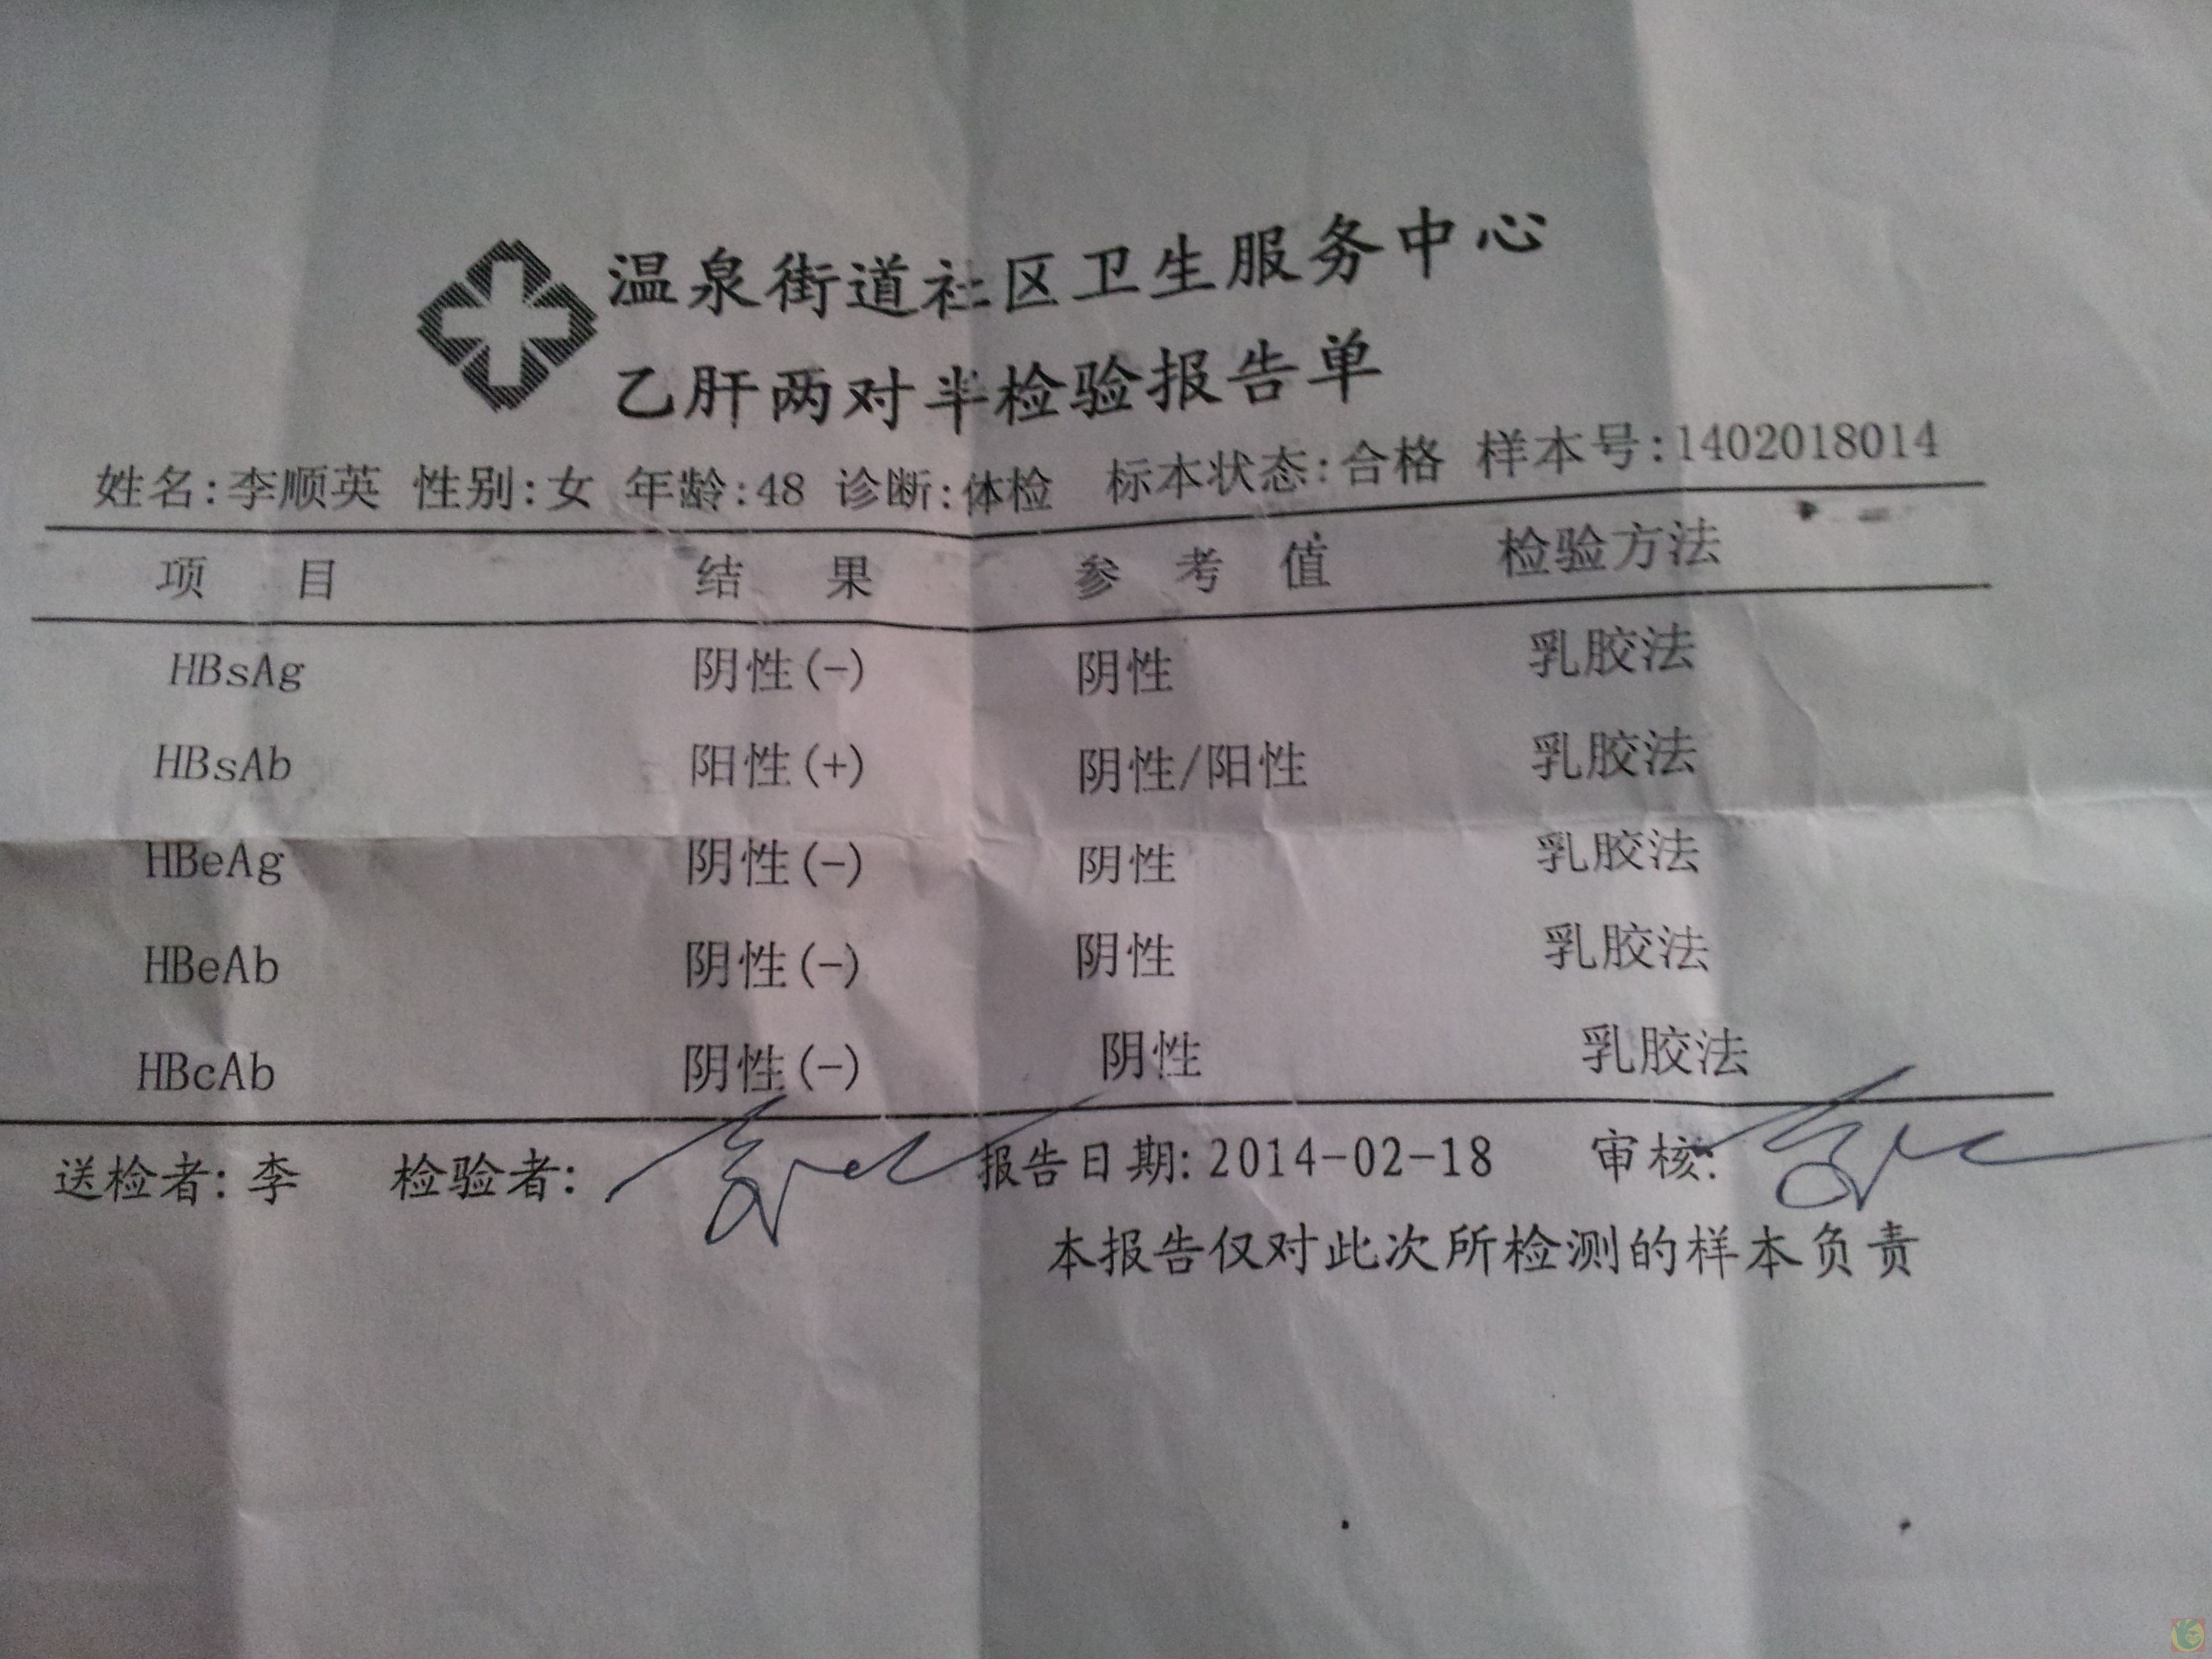 温泉街道社区卫生服务中心
乙肝两对半检验报告单
姓名:李顺英 性别:女 年龄:48 诊断:体检 标本状态:合格 样本号:1402018014
项 目 结 果 参 考 值 检验方法
HBsAg 阴性(-) 阴性 乳胶法
HBsAb 阳性(+) 阴性/阳性 乳胶法
HBeAg 阴性(-) 阴性 乳胶法
HBeAb 阴性(-) 阴性 乳胶法
HBcAb 阴性(-) 阴性 乳胶法
送检者:李 检验者: 报告日期:2014-02-18 审核:
本报告仅对此次所检测的样本负责